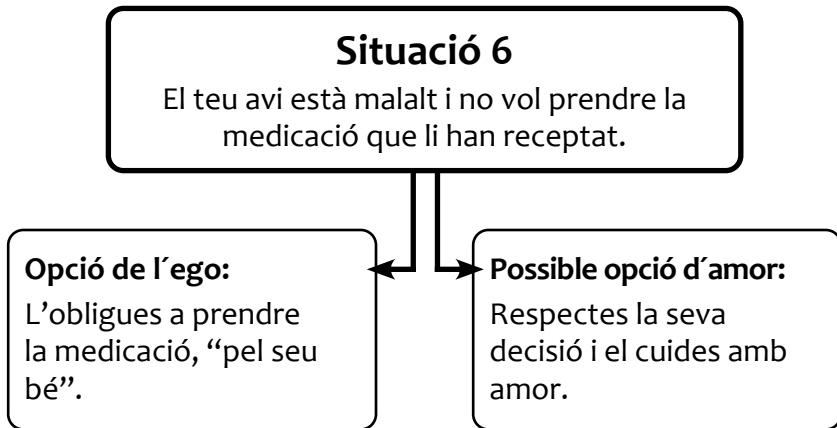 Situació 6
El teu avi està malalt i no vol prendre la
medicació que li han receptat.
Opció de l´ego:
L’obligues a prendre
la medicació, “pel seu
bé”.
Possible opció d´amor:
Respectes la seva
decisió i el cuides amb
amor.